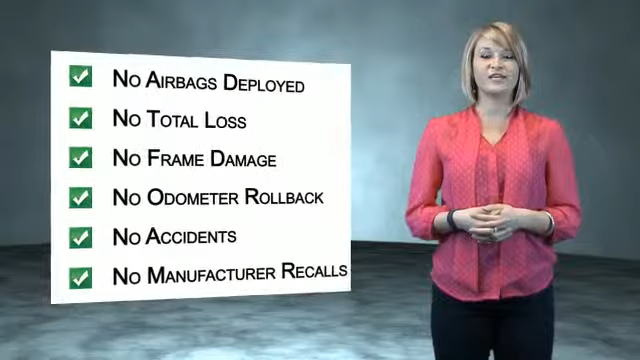 No Airbags Deployed
No Total Loss
No Frame Damage
No Odometer Rollback
No Accidents
No Manufacturer Recalls